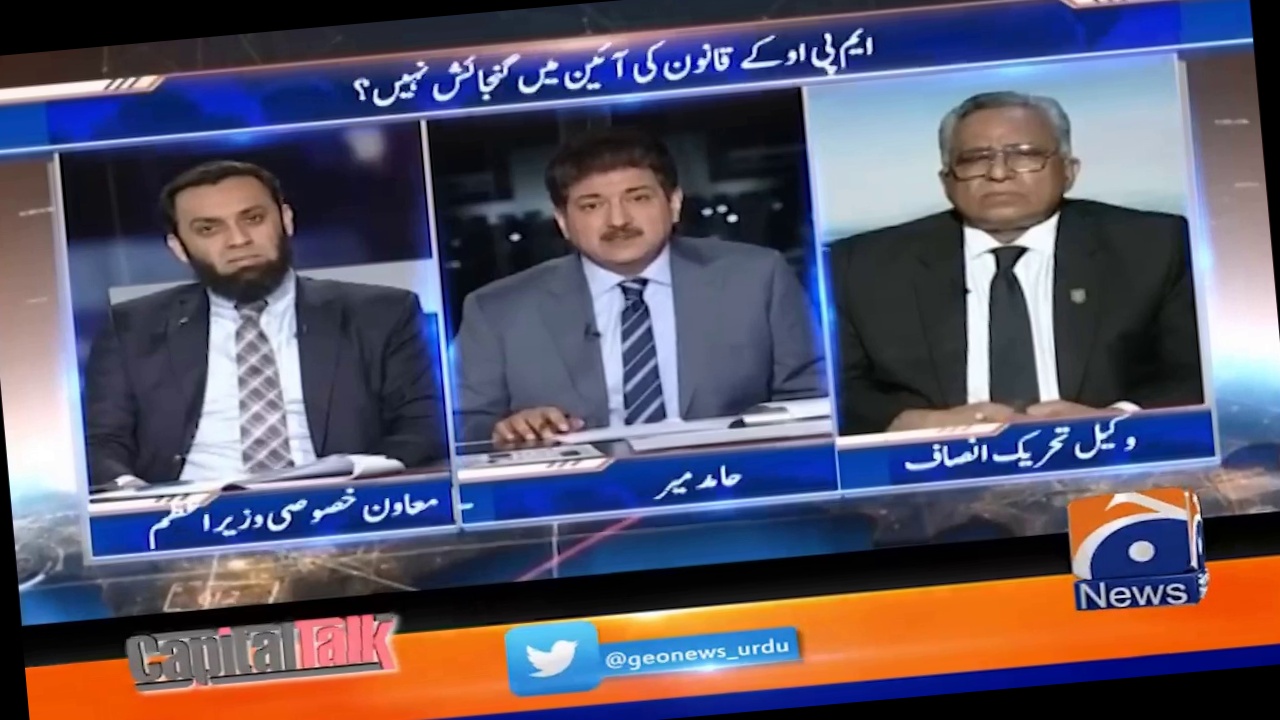 ایم پی او کے قانون کی آئین میں گنجائش نہیں؟
وکیل تحریک انصاف
حامد میر
معاون خصوصی وزیراعظم
News
Capital Talk
@geonews_urdu